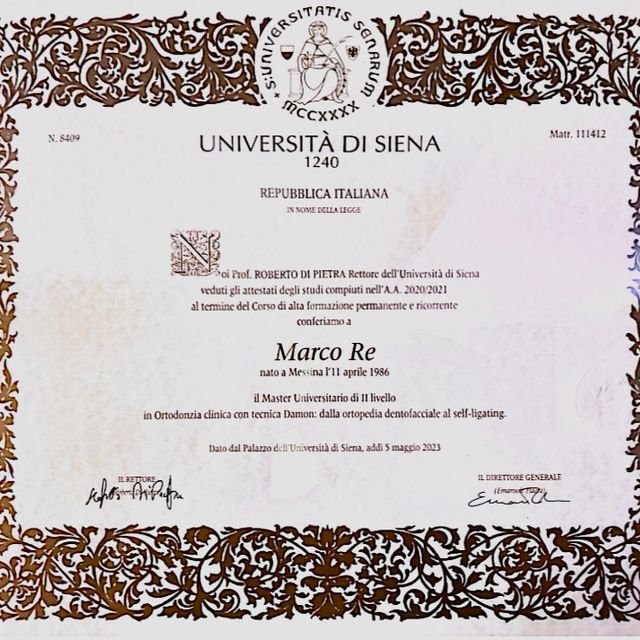 S. UNIVERSITATIS SENARUM
MCCXXXX
N. 8409
Matr. 111412
UNIVERSITÀ DI SIENA
1240
REPUBBLICA ITALIANA
IN NOME DELLA LEGGE
Noi Prof. ROBERTO DI PIETRA Rettore dell'Università di Siena
veduti gli attestati degli studi compiuti nell'A.A. 2020/2021
al termine del Corso di alta formazione permanente e ricorrente
conferiamo a
Marco Re
nato a Messina l'11 aprile 1986
il Master Universitario di II livello
in Ortodonzia clinica con tecnica Damon: dalla ortopedia dentofacciale al self-ligating.
Dato dal Palazzo dell'Università di Siena, addì 5 maggio 2023
IL RETTORE
IL DIRETTORE GENERALE